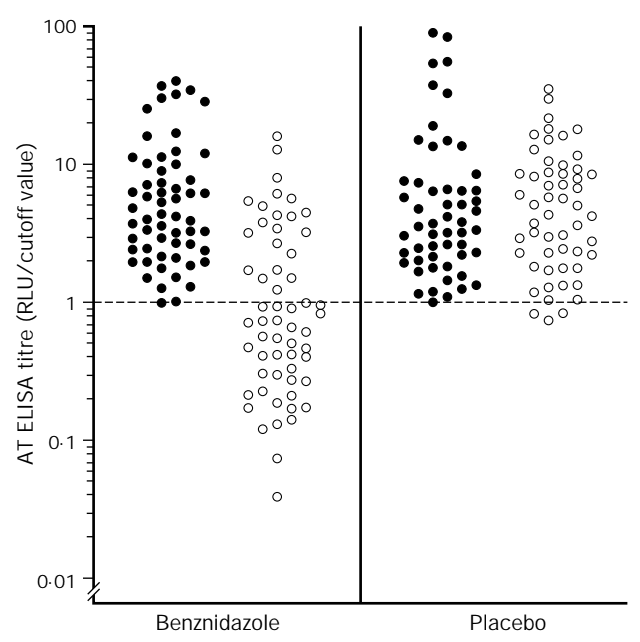 100
10
1
0·1
0·01
AT ELISA titre (RLU/cutoff value)
Benznidazole
Placebo